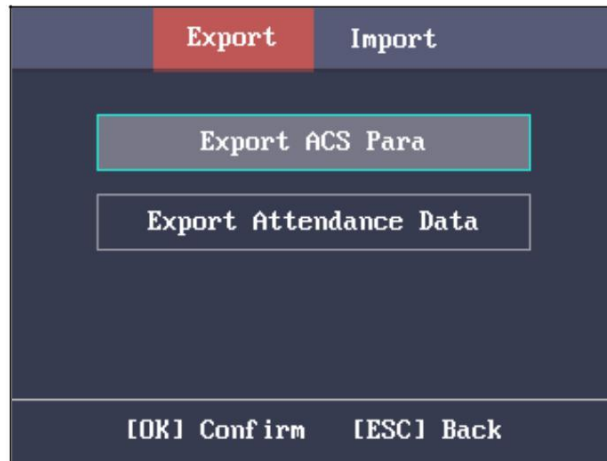 Export Import
Export ACS Para
Export Attendance Data
[OK] Confirm [ESC] Back